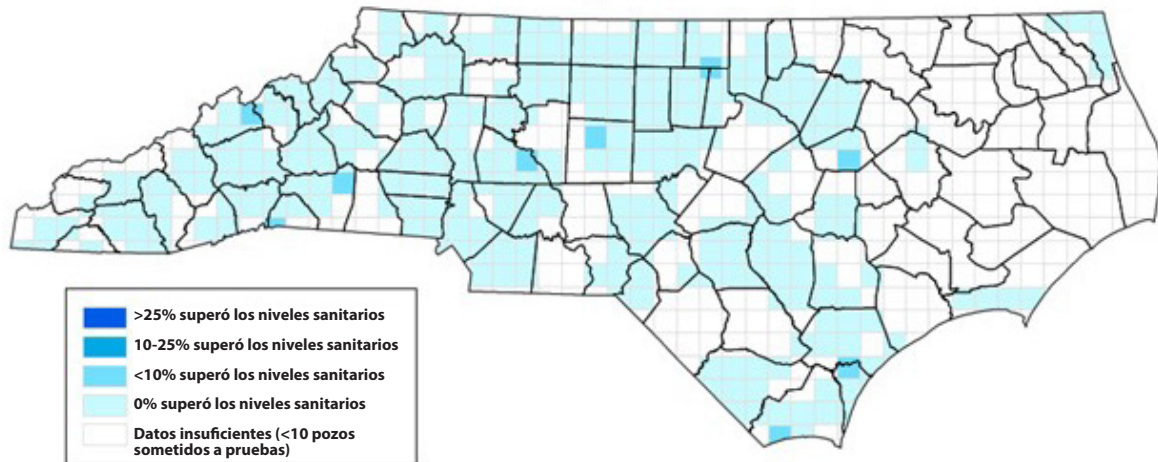 >25% superó los niveles sanitarios
10-25% superó los niveles sanitarios
<10% superó los niveles sanitarios
0% superó los niveles sanitarios
Datos insuficientes (<10 pozos
sometidos a pruebas)